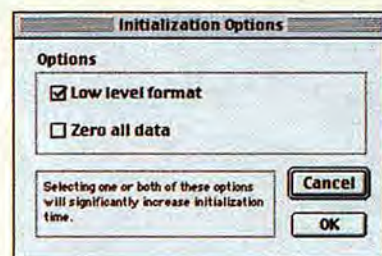 Initialization Options
Options
Low level format
Zero all data
Selecting one or both of these options
will significantly increase initialization
time.
Cancel
OK